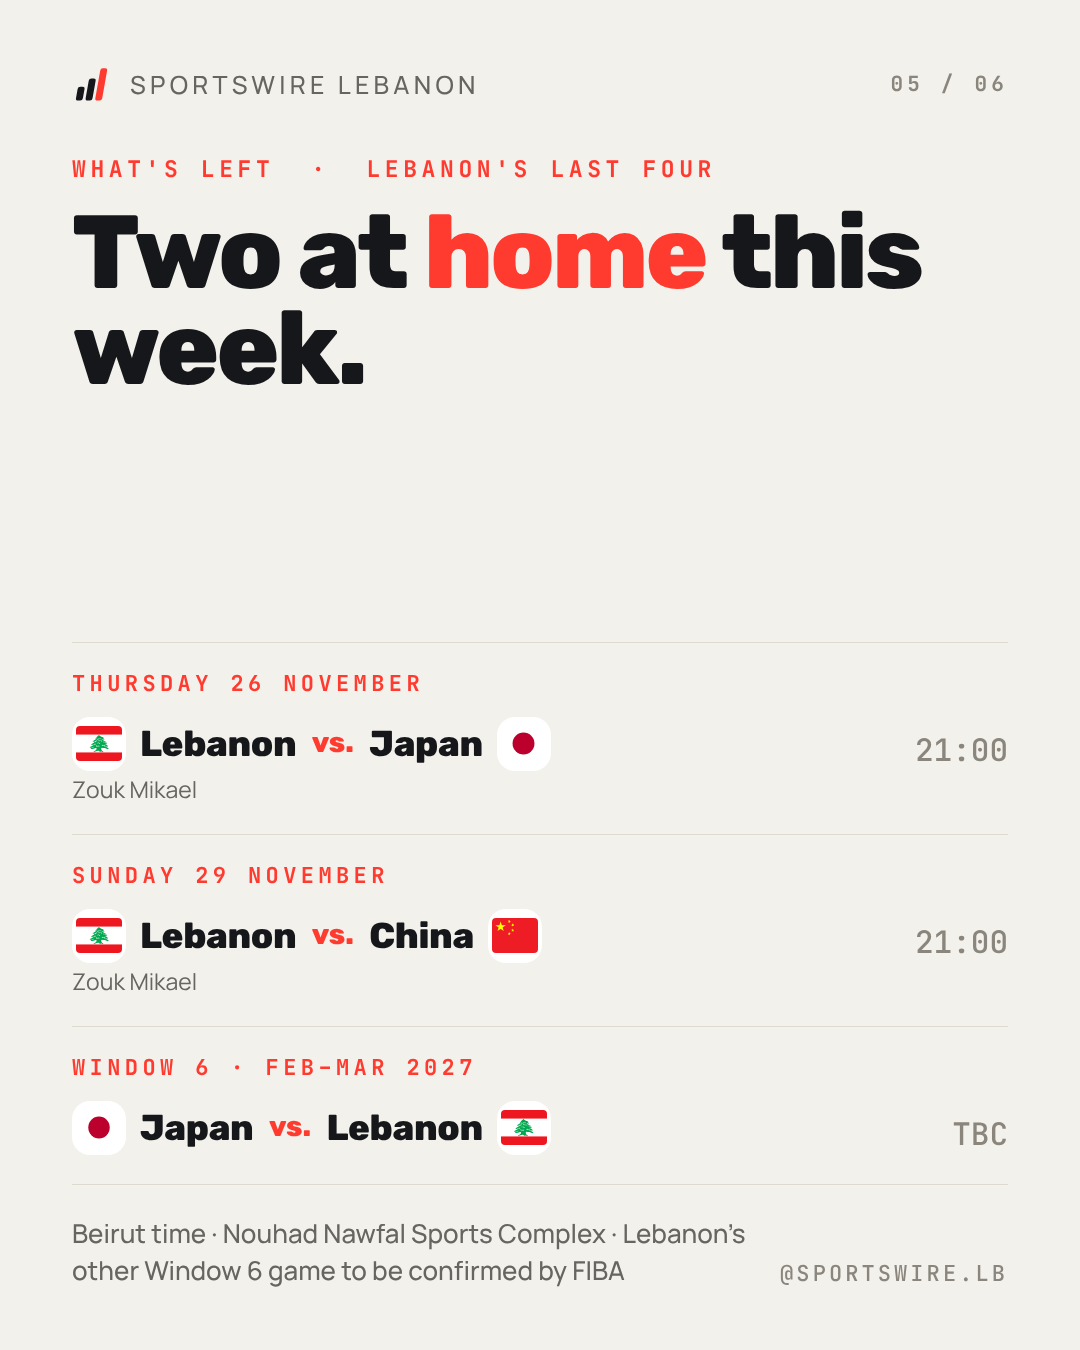 SPORTSWIRE LEBANON
05 / 06
WHAT'S LEFT · LEBANON'S LAST FOUR
Two at home this
week.
THURSDAY 26 NOVEMBER
Lebanon vs. Japan
21:00
Zouk Mikael
SUNDAY 29 NOVEMBER
Lebanon vs. China
21:00
Zouk Mikael
WINDOW 6 · FEB–MAR 2027
Japan vs. Lebanon
TBC
Beirut time · Nouhad Nawfal Sports Complex · Lebanon’s
other Window 6 game to be confirmed by FIBA
@SPORTSWIRE.LB